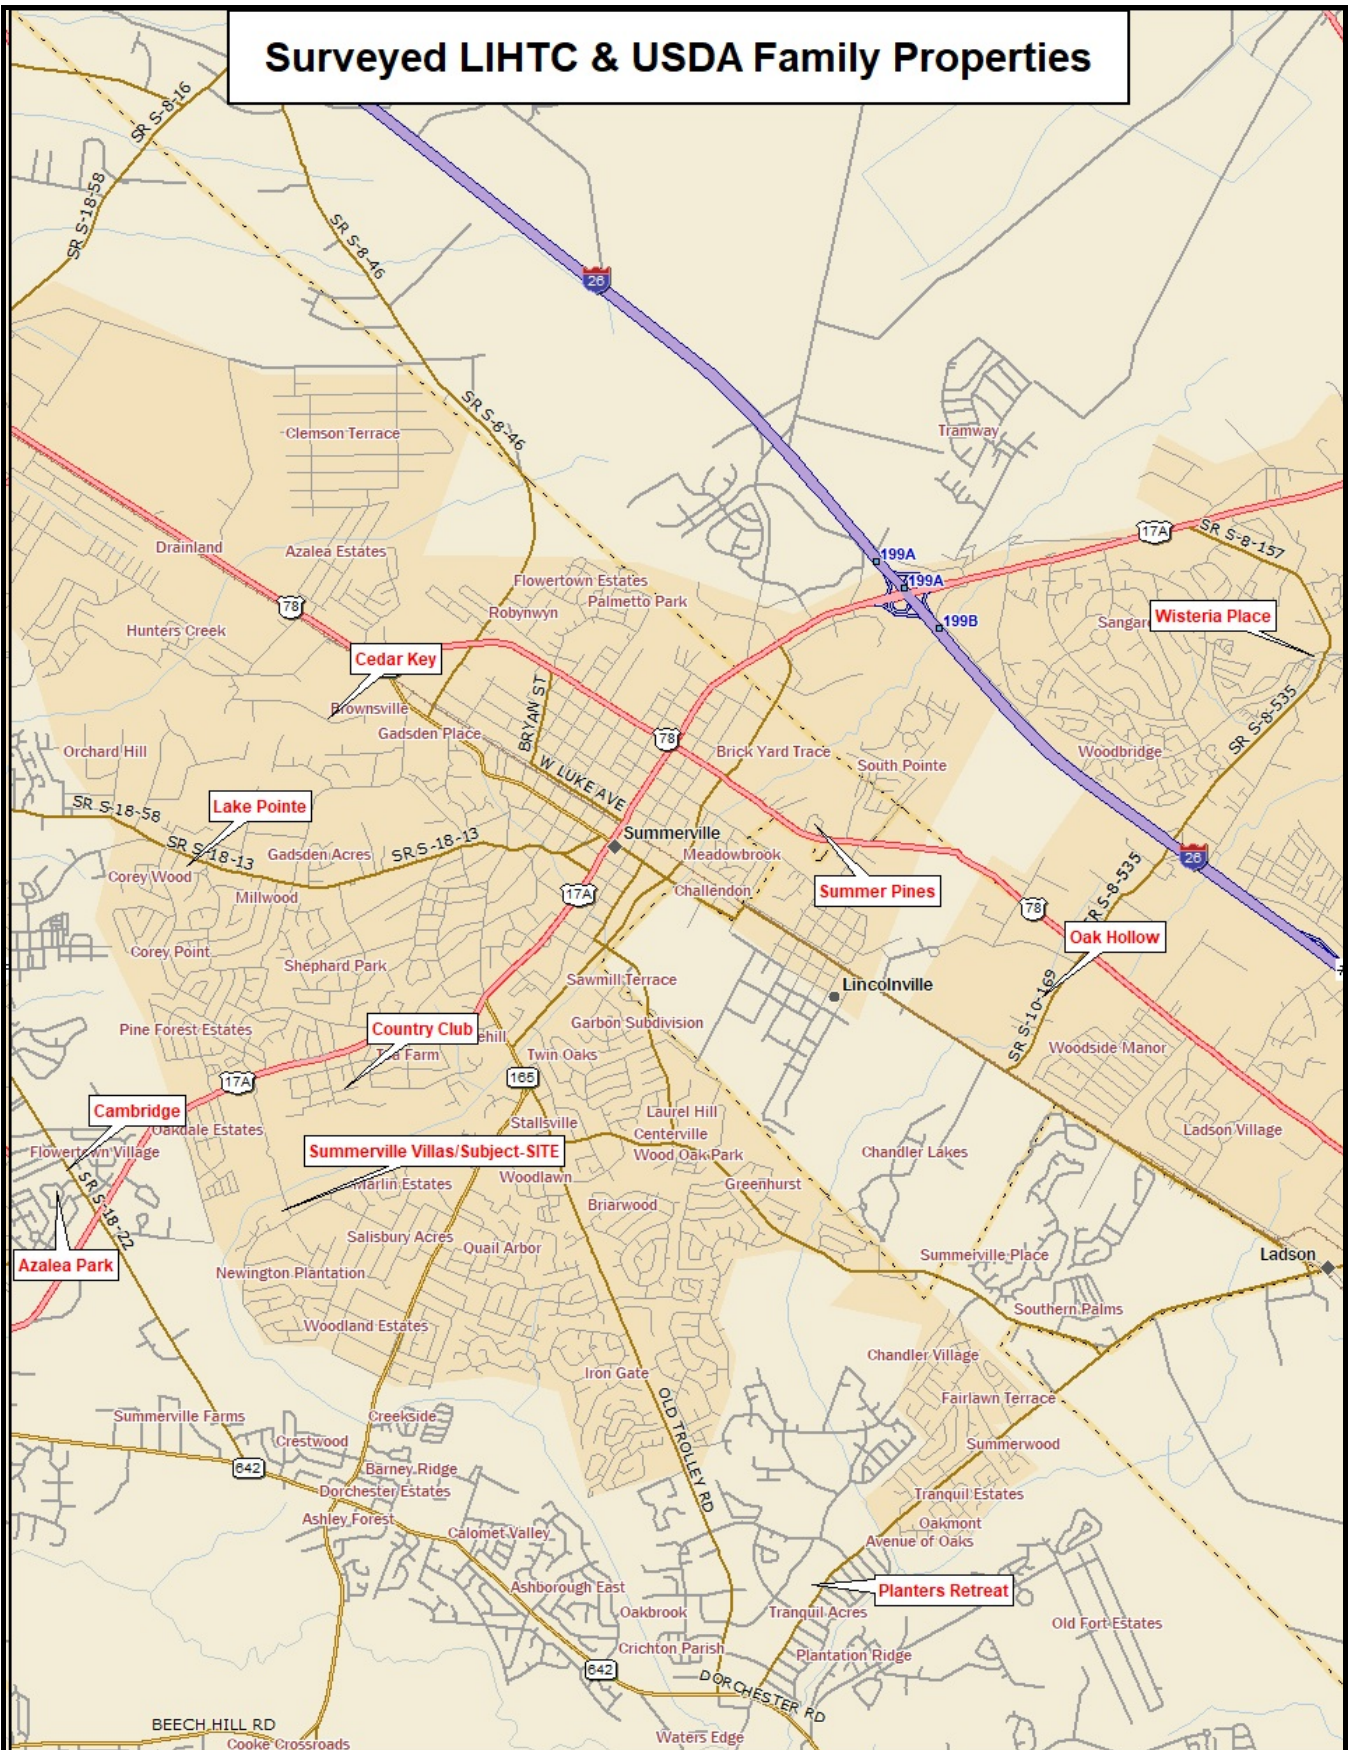 Surveyed LIHTC & USDA Family Properties
SR S-8-16
SR S-18-58
SR S-8-46
26
SR S-8-46
Clemson Terrace
Tramway
17A
SR S-8-157
Drainland
Azalea Estates
199A
199A
199B
Flowertown Estates
Palmetto Park
Robynwyn
78
Hunters Creek
Wisteria Place
Cedar Key
Brownsville
Gadsden Place
BRYAN ST
78
Orchard Hill
Brick Yard Trace
South Pointe
Woodbridge
SR S-8-535
W LUKE AVE
Lake Pointe
SR S-18-58
SR S-18-13
Gadsden Acres
SR S-18-13
Summerville
Meadowbrook
26
Corey Wood
Millwood
17A
Challendon
Summer Pines
78
SR S-8-535
Oak Hollow
Corey Point
Shephard Park
Sawmill Terrace
Lincolnville
SR S-10-169
Pine Forest Estates
Country Club
Garbon Subdivision
Farm
Twin Oaks
Woodside Manor
17A
165
Cambridge
Oakdale Estates
Stallsville
Laurel Hill
Centerville
Wood Oak Park
Ladson Village
Flowertown Village
Summerville Villas/Subject-SITE
Chandler Lakes
SR S-18-22
Marlin Estates
Woodlawn
Greenhurst
Briarwood
Azalea Park
Salisbury Acres
Quail Arbor
Summerville Place
Ladson
Newington Plantation
Southern Palms
Woodland Estates
Chandler Village
Iron Gate
OLD TROLLEY RD
Fairlawn Terrace
Summerville Farms
Creekside
Crestwood
Summerwood
642
Barney Ridge
Dorchester Estates
Tranquil Estates
Ashley Forest
Calomet Valley
Oakmont
Avenue of Oaks
Ashborough East
Planters Retreat
Oakbrook
Tranquil Acres
Old Fort Estates
Crichton Parish
Plantation Ridge
642
DORCHESTER RD
BEECH HILL RD
Cooke Crossroads
Waters Edge